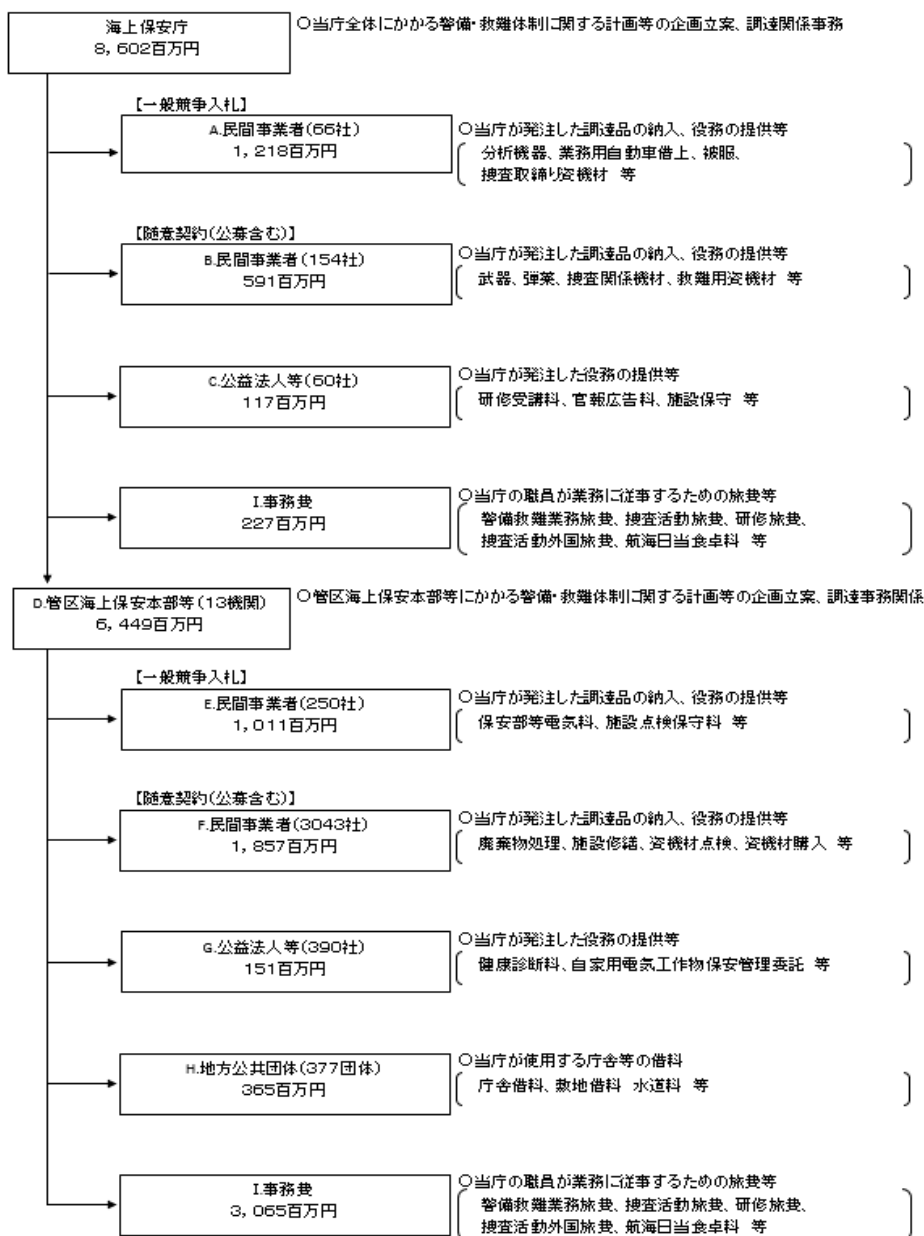 海上保安庁
8,602百万円
○当庁全体にかかる警備・救難体制に関する計画等の企画立案、調達関係事務
【一般競争入札】
A.民間事業者(66社)
1,218百万円
○当庁が発注した調達品の納入、役務の提供等
分析機器、業務用自動車借上、被服、
捜査取締り資機材 等
【随意契約(公募含む)】
B.民間事業者(154社)
591百万円
○当庁が発注した調達品の納入、役務の提供等
武器、弾薬、捜査関係機材、救難用資機材 等
C.公益法人等(60社)
117百万円
○当庁が発注した役務の提供等
研修受講料、官報広告料、施設保守 等
I.事務費
227百万円
○当庁の職員が業務に従事するための旅費等
警備救難業務旅費、捜査活動旅費、研修旅費、
捜査活動外国旅費、航海日当食卓料 等
D.管区海上保安本部等(13機関)
6,449百万円
○管区海上保安本部等にかかる警備・救難体制に関する計画等の企画立案、調達事務関係
【一般競争入札】
E.民間事業者(250社)
1,011百万円
○当庁が発注した調達品の納入、役務の提供等
保安部等電気料、施設点検保守料 等
【随意契約(公募含む)】
F.民間事業者(3043社)
1,857百万円
○当庁が発注した調達品の納入、役務の提供等
廃棄物処理、施設修繕、資機材点検、資機材購入 等
G.公益法人等(390社)
151百万円
○当庁が発注した役務の提供等
健康診断料、自家用電気工作物保安管理委託 等
H.地方公共団体(377団体)
365百万円
○当庁が使用する庁舎等の借料
庁舎借料、敷地借料 水道料 等
I.事務費
3,065百万円
○当庁の職員が業務に従事するための旅費等
警備救難業務旅費、捜査活動旅費、研修旅費、
捜査活動外国旅費、航海日当食卓料 等